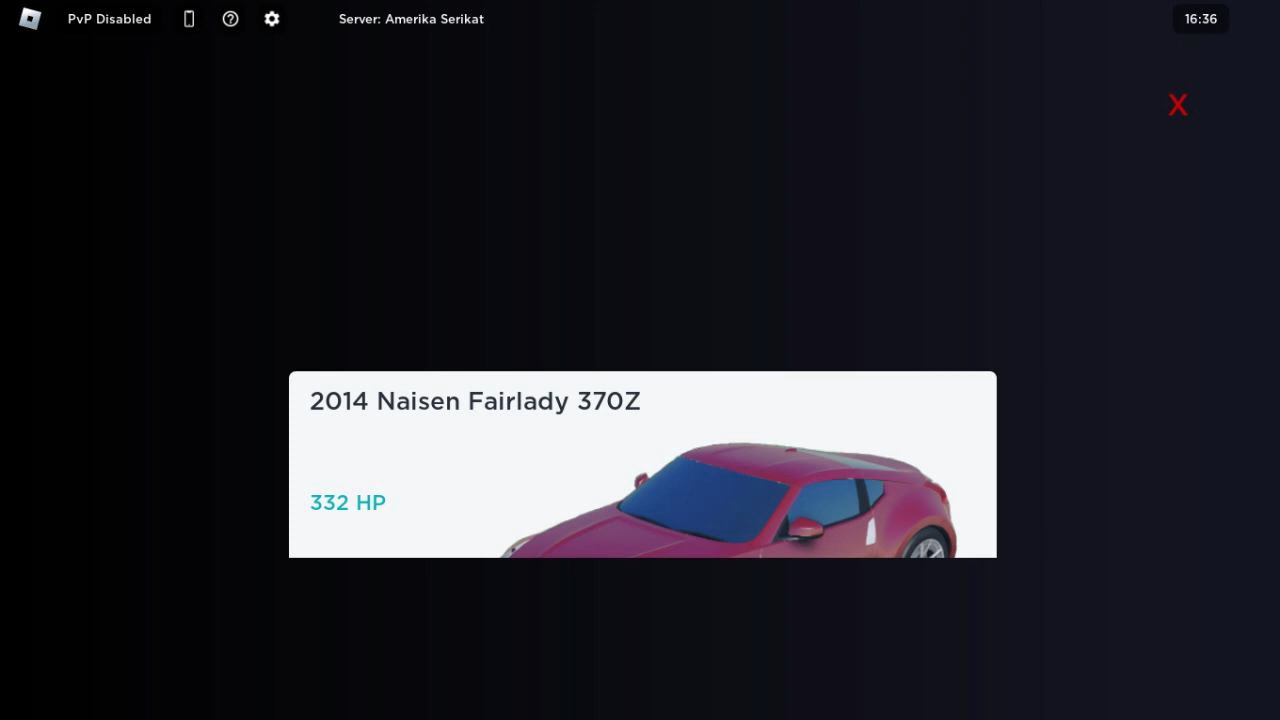 PvP Disabled
Server: Amerika Serikat
16:36
X
2014 Naisen Fairlady 370Z
332 HP